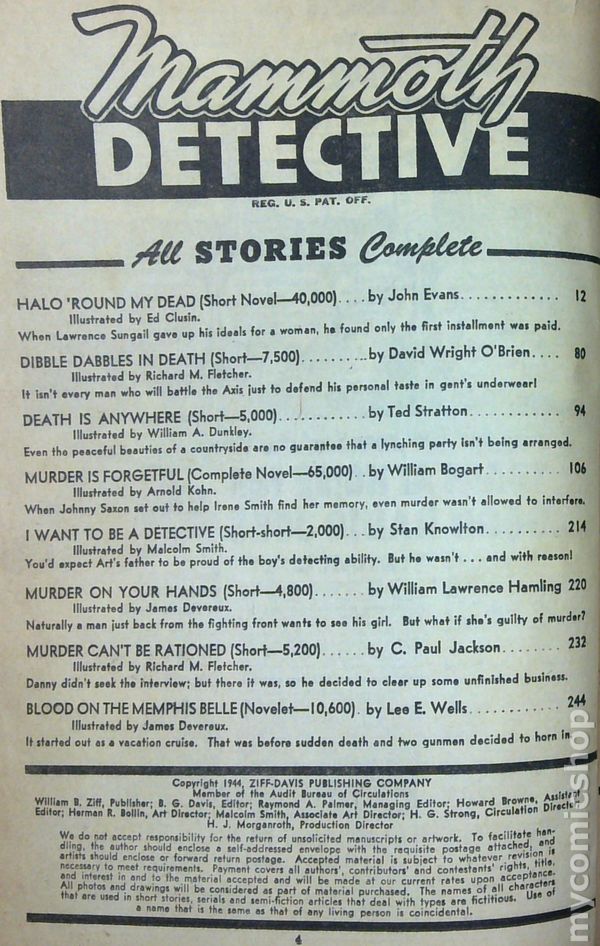 Mammoth
DETECTIVE
REG. U. S. PAT. OFF.
All STORIES Complete
HALO 'ROUND MY DEAD (Short Novel—40,000).... by John Evans............. 12
Illustrated by Ed Clusin.
When Lawrence Sungail gave up his ideals for a woman, he found only the first installment was paid.
DIBBLE DABBLES IN DEATH (Short—7,500)..........by David Wright O'Brien.... 80
Illustrated by Richard M. Fletcher.
It isn't every man who will battle the Axis just to defend his personal taste in gent's underwear!
DEATH IS ANYWHERE (Short—5,000)............by Ted Stratton............ 94
Illustrated by William A. Dunkley.
Even the peaceful beauties of a countryside are no guarantee that a lynching party isn't being arranged.
MURDER IS FORGETFUL (Complete Novel—65,000)..by William Bogart.......... 106
Illustrated by Arnold Kohn.
When Johnny Saxon set out to help Irene Smith find her memory, even murder wasn't allowed to interfere.
I WANT TO BE A DETECTIVE (Short-short—2,000)... by Stan Knowlton.......... 214
Illustrated by Malcolm Smith.
You'd expect Art's father to be proud of the boy's detecting ability. But he wasn't . . . and with reason!
MURDER ON YOUR HANDS (Short—4,800)....... by William Lawrence Hamling 220
Illustrated by James Devereux.
Naturally a man just back from the fighting front wants to see his girl. But what if she's guilty of murder?
MURDER CAN'T BE RATIONED (Short—5,200)...... by C. Paul Jackson........ 232
Illustrated by Richard M. Fletcher.
Danny didn't seek the interview; but there it was, so he decided to clear up some unfinished business.
BLOOD ON THE MEMPHIS BELLE (Novelet—10,600). by Lee E. Wells............ 244
Illustrated by James Devereux.
It started out as a vacation cruise. That was before sudden death and two gunmen decided to horn in.
Copyright 1944, ZIFF-DAVIS PUBLISHING COMPANY
Member of the Audit Bureau of Circulations
William B. Ziff, Publisher; B. G. Davis, Editor; Raymond A. Palmer, Managing Editor; Howard Browne, Assistant
Editor; Herman R. Bollin, Art Director; Malcolm Smith, Associate Art Director; H. G. Strong, Circulation Director;
H. J. Morganroth, Production Director
We do not accept responsibility for the return of unsolicited manuscripts or artwork. To facilitate han-
dling, the author should enclose a self-addressed envelope with the requisite postage attached, and
artists should enclose or forward return postage. Accepted material is subject to whatever revision is
necessary to meet requirements. Payment covers all authors', contributors' and contestants' rights, title,
and interest in and to the material accepted and will be made at our current rates upon acceptance.
All photos and drawings will be considered as part of material purchased. The names of all characters
that are used in short stories, serials and semi-fiction articles that deal with types are fictitious. Use of
a name that is the same as that of any living person is coincidental.
4
mycomicshop